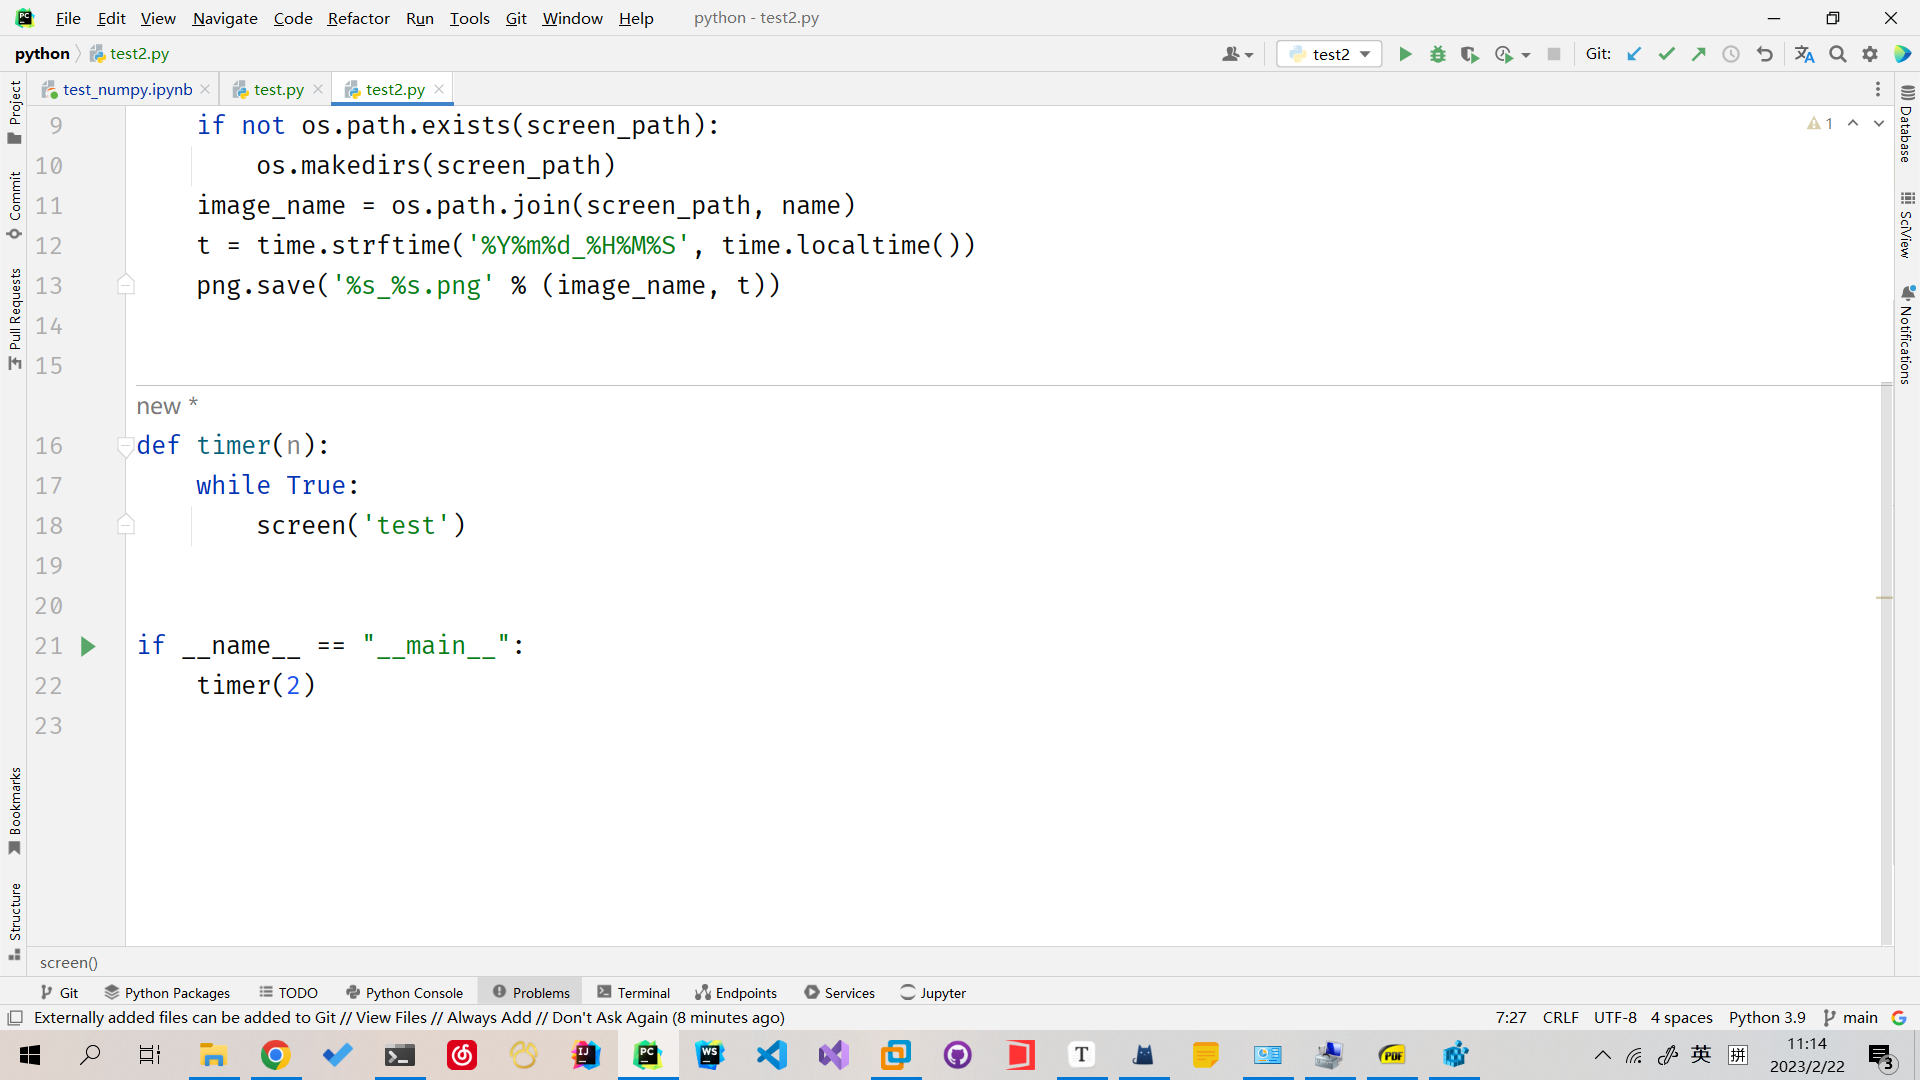 File Edit View Navigate Code Refactor Run Tools Git Window Help python - test2.py
python test2.py test2 Git:
test_numpy.ipynb test.py test2.py
9 if not os.path.exists(screen_path):
10 os.makedirs(screen_path)
11 image_name = os.path.join(screen_path, name)
12 t = time.strftime('%Y%m%d_%H%M%S', time.localtime())
13 png.save('%s_%s.png' % (image_name, t))
14
15
new *
16 def timer(n):
17 while True:
18 screen('test')
19
20
21 if __name__ == "__main__":
22 timer(2)
23
1
Project
Commit
Pull Requests
Bookmarks
Structure
Database
SciView
Notifications
screen()
Git Python Packages TODO Python Console Problems Terminal Endpoints Services Jupyter
Externally added files can be added to Git // View Files // Always Add // Don't Ask Again (8 minutes ago) 7:27 CRLF UTF-8 4 spaces Python 3.9 main
英 拼 11:14
2023/2/22
3
PC
IJ
PC
WS
T
PDF